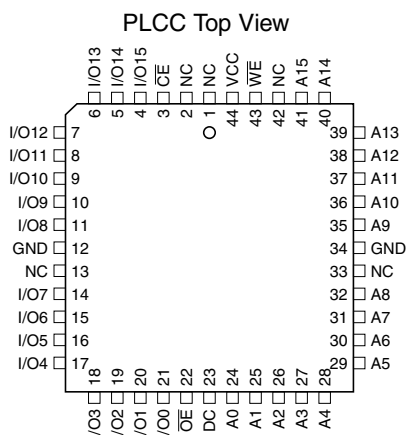 PLCC Top View
I/O13 I/O14 I/O15 CE NC NC VCC WE NC A15 A14
6 5 4 3 2 1 44 43 42 41 40
I/O12 7 39 A13
I/O11 8 38 A12
I/O10 9 37 A11
I/O9 10 36 A10
I/O8 11 35 A9
GND 12 34 GND
NC 13 33 NC
I/O7 14 32 A8
I/O6 15 31 A7
I/O5 16 30 A6
I/O4 17 29 A5
18 19 20 21 22 23 24 25 26 27 28
I/O3 I/O2 I/O1 I/O0 OE DC A0 A1 A2 A3 A4